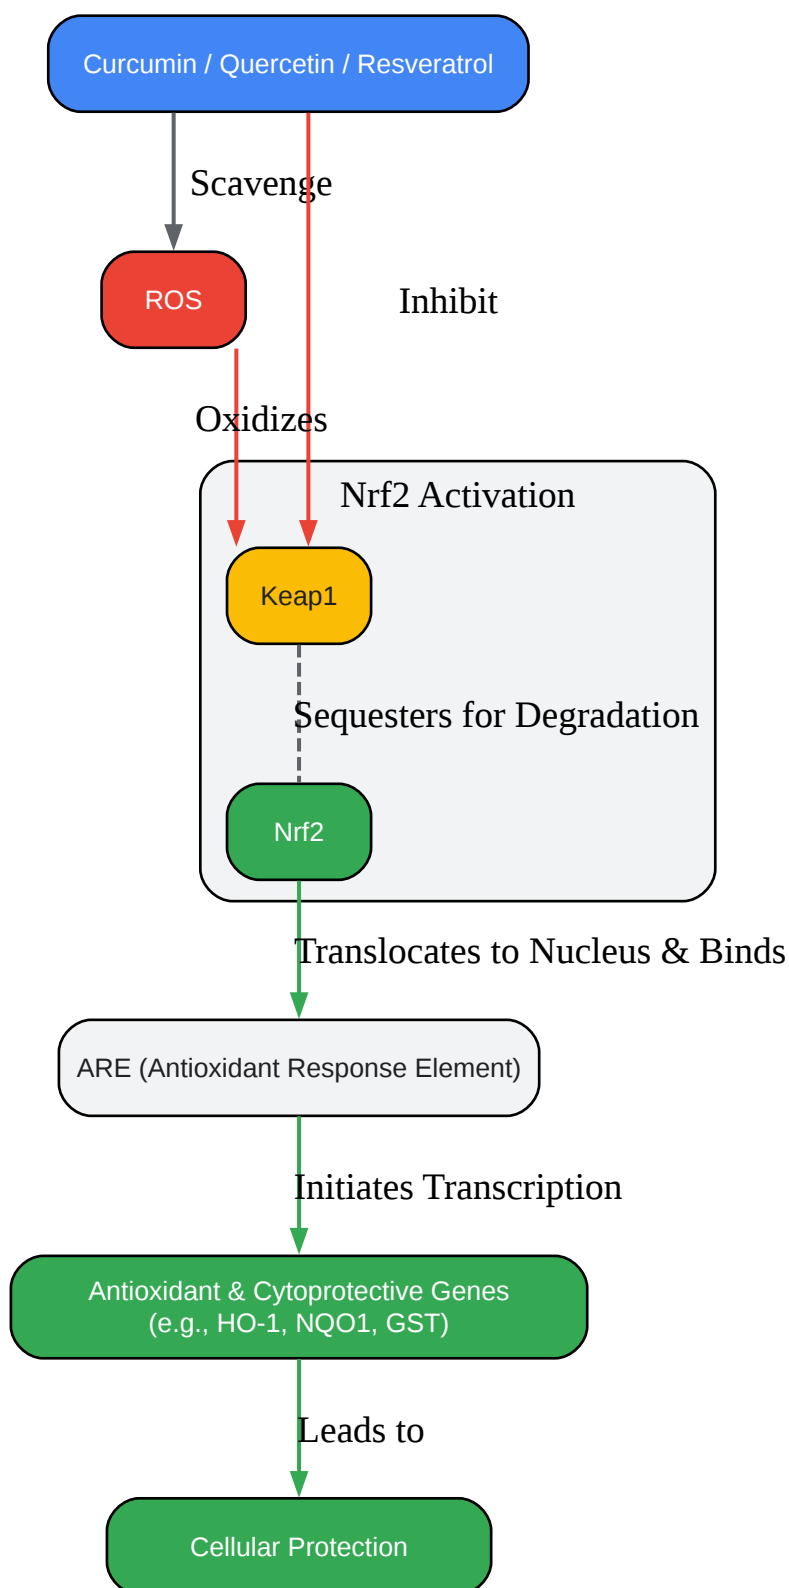 Curcumin / Quercetin / Resveratrol
Scavenge
ROS
Inhibit
Oxidizes
Nrf2 Activation
Keap1
Sequesters for Degradation
Nrf2
Translocates to Nucleus & Binds
ARE (Antioxidant Response Element)
Initiates Transcription
Antioxidant & Cytoprotective Genes
(e.g., HO-1, NQO1, GST)
Leads to
Cellular Protection